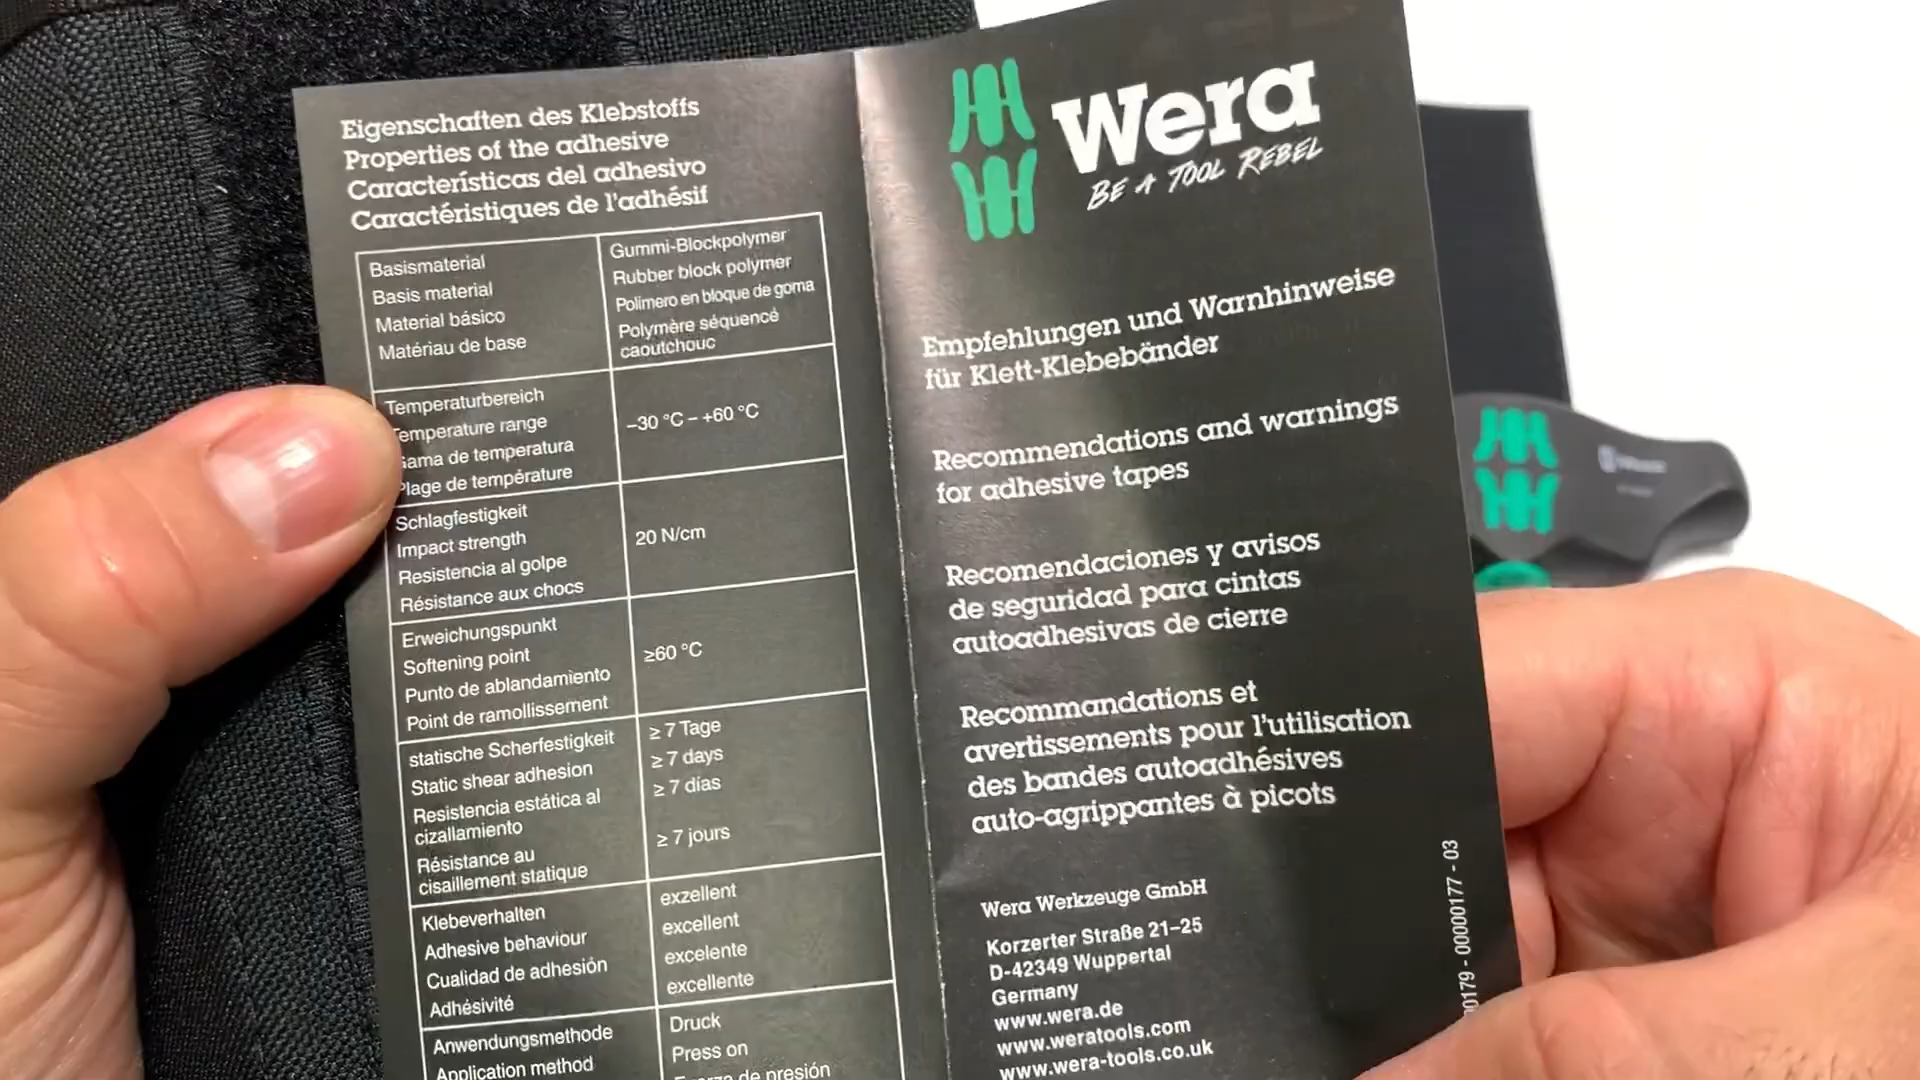 Eigenschaften des Klebstoffs
Properties of the adhesive
Características del adhesivo
Caractéristiques de l'adhésif
Basismaterial
Basis material
Material básico
Matériau de base
Gummi-Blockpolymer
Rubber block polymer
Polímero en bloque de goma
Polymère séquencé
caoutchouc
Temperaturbereich
Temperature range
Gama de temperatura
Plage de température
–30 °C – +60 °C
Schlagfestigkeit
Impact strength
Resistencia al golpe
Résistance aux chocs
20 N/cm
Erweichungspunkt
Softening point
Punto de ablandamiento
Point de ramollissement
≥60 °C
statische Scherfestigkeit
Static shear adhesion
Resistencia estática al
cizallamiento
Résistance au
cisaillement statique
≥ 7 Tage
≥ 7 days
≥ 7 días
≥ 7 jours
Klebeverhalten
Adhesive behaviour
Cualidad de adhesión
Adhésivité
exzellent
excellent
excelente
excellente
Anwendungsmethode
Application method
Druck
Press on
Fuerza de presión
Wera
BE A TOOL REBEL
Empfehlungen und Warnhinweise
für Klett-Klebebänder
Recommendations and warnings
for adhesive tapes
Recomendaciones y avisos
de seguridad para cintas
autoadhesivas de cierre
Recommandations et
avertissements pour l'utilisation
des bandes autoadhésives
auto-agrippantes à picots
Wera Werkzeuge GmbH
Korzerter Straße 21–25
D-42349 Wuppertal
Germany
www.wera.de
www.weratools.com
www.wera-tools.co.uk
00179 - 00000177 - 03